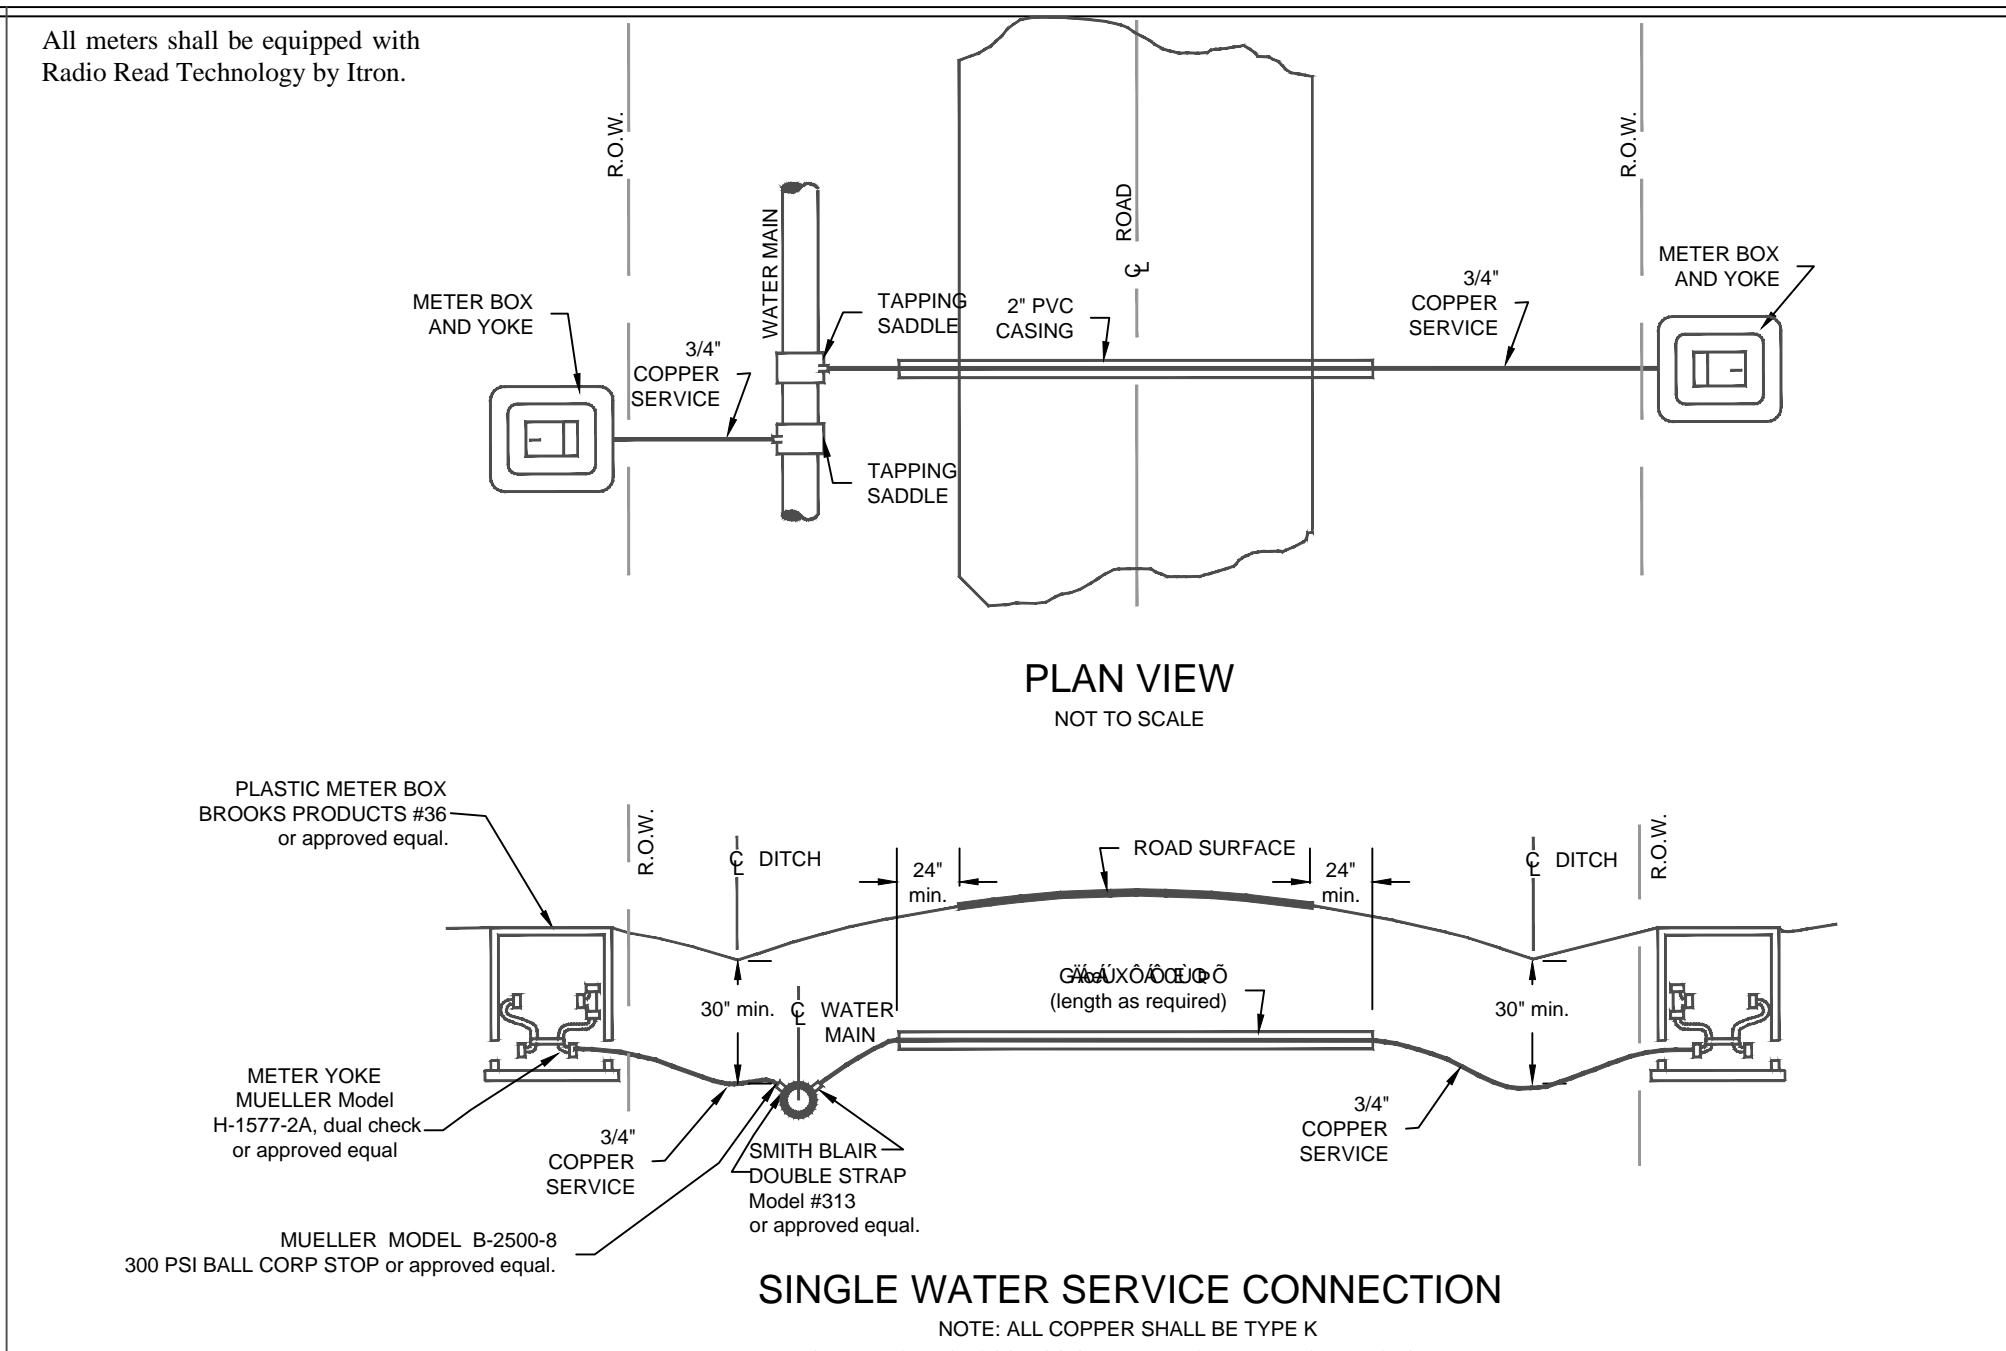 All meters shall be equipped with
Radio Read Technology by Itron.
R.O.W.
R.O.W.
WATER MAIN
ROAD
℄
METER BOX
AND YOKE
3/4"
COPPER
SERVICE
TAPPING
SADDLE
2" PVC
CASING
3/4"
COPPER
SERVICE
METER BOX
AND YOKE
TAPPING
SADDLE
PLAN VIEW
NOT TO SCALE
PLASTIC METER BOX
BROOKS PRODUCTS #36
or approved equal.
R.O.W.
℄ DITCH
24"
min.
ROAD SURFACE
24"
min.
℄ DITCH
R.O.W.
30" min.
℄ WATER
MAIN
(length as required)
30" min.
METER YOKE
MUELLER Model
H-1577-2A, dual check
or approved equal
3/4"
COPPER
SERVICE
SMITH BLAIR
DOUBLE STRAP
Model #313
or approved equal.
3/4"
COPPER
SERVICE
MUELLER MODEL B-2500-8
300 PSI BALL CORP STOP or approved equal.
SINGLE WATER SERVICE CONNECTION
NOTE: ALL COPPER SHALL BE TYPE K